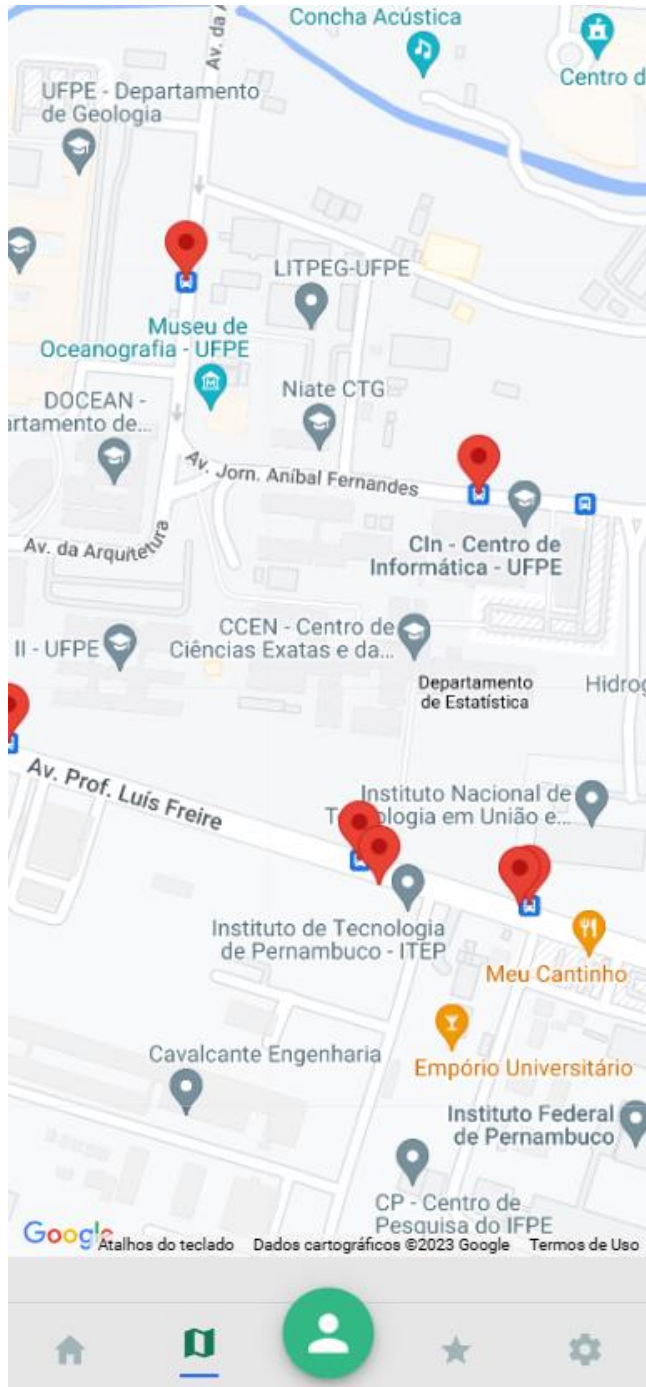 Concha Acústica
Av. da A
Centro d
UFPE - Departamento
de Geologia
LITPEG-UFPE
Museu de
Oceanografia - UFPE
Niate CTG
DOCEAN -
artamento de...
Av. Jorn. Aníbal Fernandes
Av. da Arquitetura
CIn - Centro de
Informática - UFPE
CCEN - Centro de
Ciências Exatas e da...
II - UFPE
Departamento
de Estatística
Hidrog
Av. Prof. Luís Freire
Instituto Nacional de
T ologia em União e...
Instituto de Tecnologia
de Pernambuco - ITEP
Meu Cantinho
Empório Universitário
Cavalcante Engenharia
Instituto Federal
de Pernambuco
CP - Centro de
Pesquisa do IFPE
Google
Atalhos do teclado Dados cartográficos ©2023 Google Termos de Uso